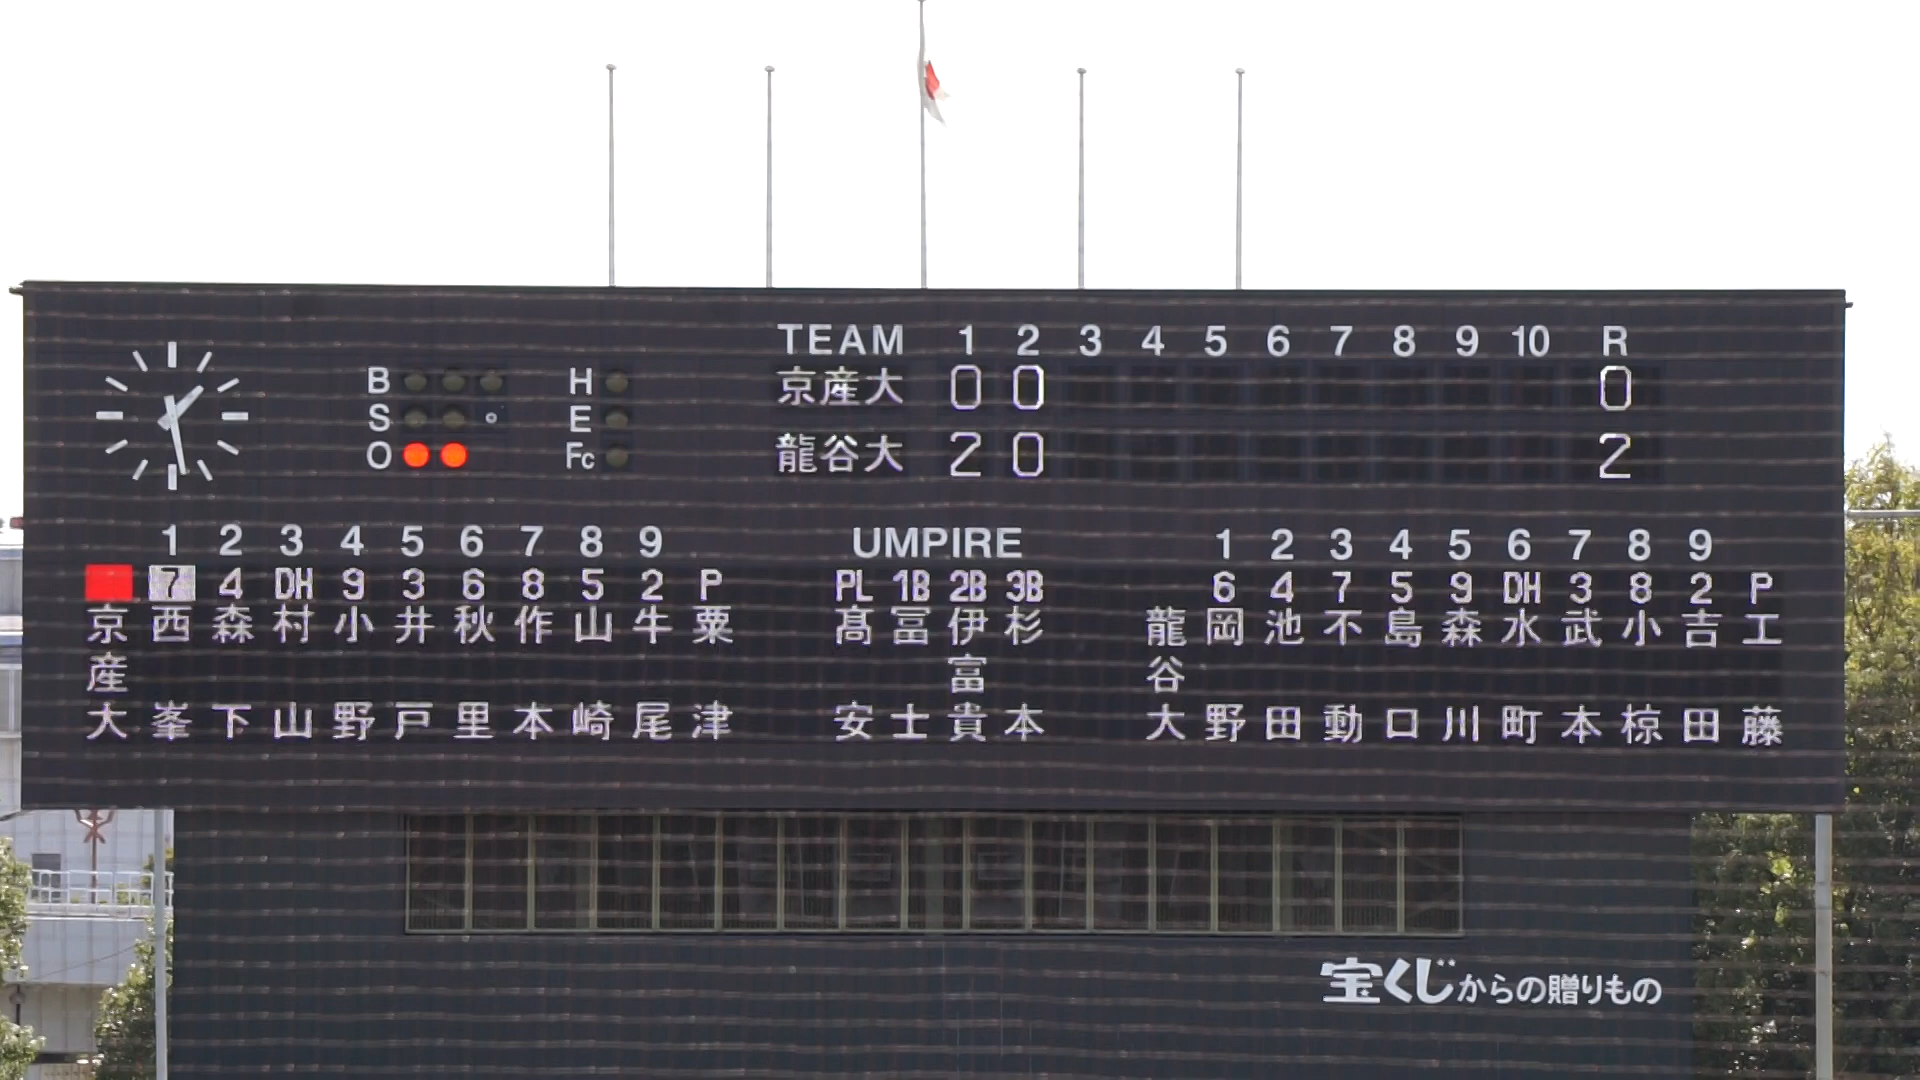 TEAM 1 2 3 4 5 6 7 8 9 10 R
B H 京産大 0 0 0
S E
O Fc 龍谷大 2 0 2
1 2 3 4 5 6 7 8 9 UMPIRE 1 2 3 4 5 6 7 8 9
7 4 DH 9 3 6 8 5 2 P PL 1B 2B 3B 6 4 7 5 9 DH 3 8 2 P
京産大 西峯 森下 村山 小野 井戸 秋里 作本 山崎 牛尾 粟津 髙安 冨士 伊富貴 杉本 龍谷大 岡野 池田 不動 島口 森川 水町 武本 小椋 吉田 工藤
宝くじからの贈りもの